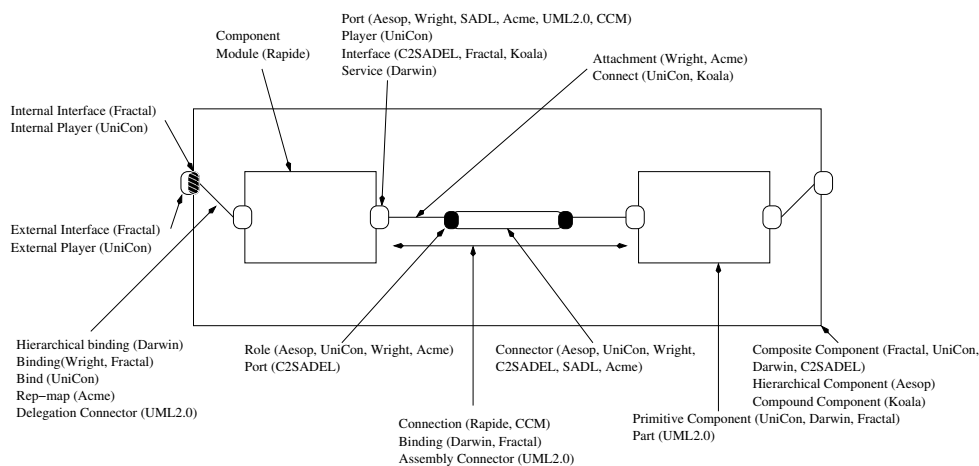 Component
Module (Rapide)
Port (Aesop, Wright, SADL, Acme, UML2.0, CCM)
Player (UniCon)
Interface (C2SADEL, Fractal, Koala)
Service (Darwin)
Attachment (Wright, Acme)
Connect (UniCon, Koala)
Internal Interface (Fractal)
Internal Player (UniCon)
External Interface (Fractal)
External Player (UniCon)
Hierarchical binding (Darwin)
Binding(Wright, Fractal)
Bind (UniCon)
Rep−map (Acme)
Delegation Connector (UML2.0)
Role (Aesop, UniCon, Wright, Acme)
Port (C2SADEL)
Connector (Aesop, UniCon, Wright,
C2SADEL, SADL, Acme)
Composite Component (Fractal, UniCon,
Darwin, C2SADEL)
Hierarchical Component (Aesop)
Compound Component (Koala)
Connection (Rapide, CCM)
Binding (Darwin, Fractal)
Assembly Connector (UML2.0)
Primitive Component (UniCon, Darwin, Fractal)
Part (UML2.0)